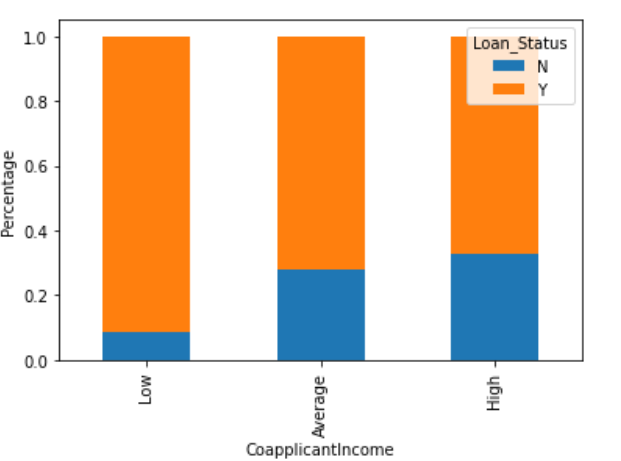 1.0
0.8
0.6
0.4
0.2
0.0
Percentage
Loan_Status
N
Y
Low
Average
High
CoapplicantIncome